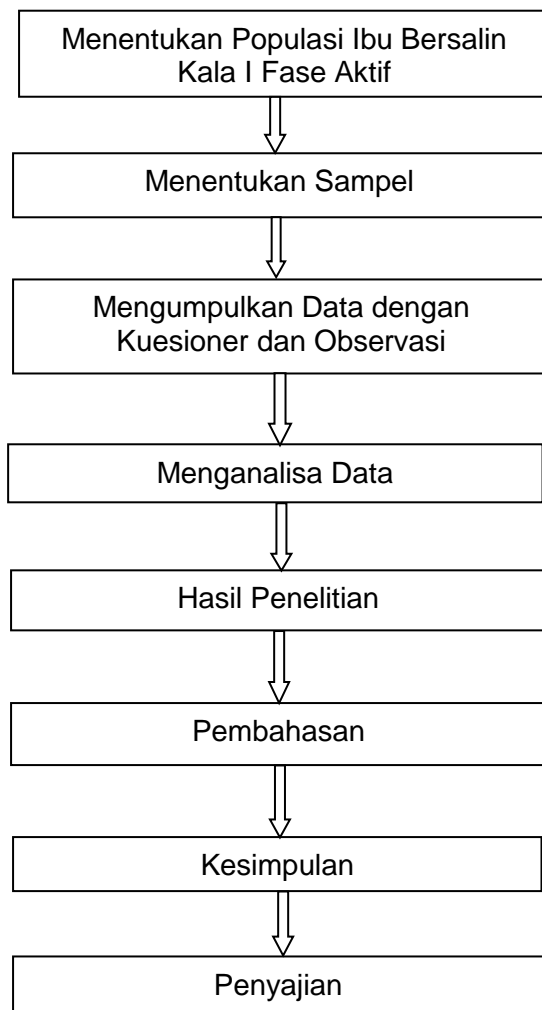 Menentukan Populasi Ibu Bersalin
Kala I Fase Aktif
Menentukan Sampel
Mengumpulkan Data dengan
Kuesioner dan Observasi
Menganalisa Data
Hasil Penelitian
Pembahasan
Kesimpulan
Penyajian